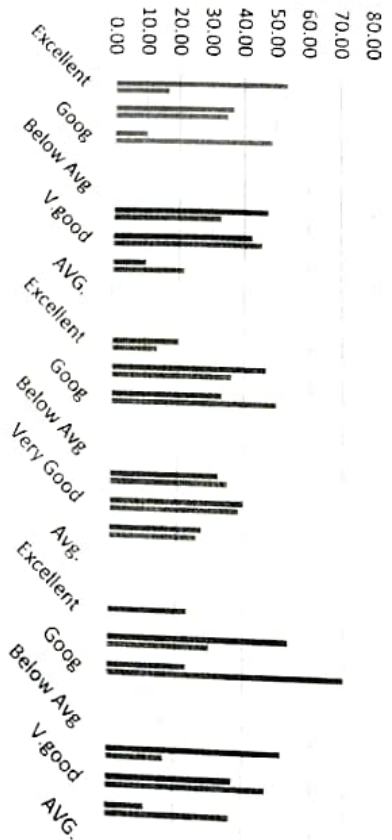 80.00
70.00
60.00
50.00
40.00
30.00
20.00
10.00
0.00
Excellent
Goog
Below Avg
V.good
AVG.
Excellent
Goog
Below Avg
Very Good
Avg.
Excellent
Goog
Below Avg
V.good
AVG.